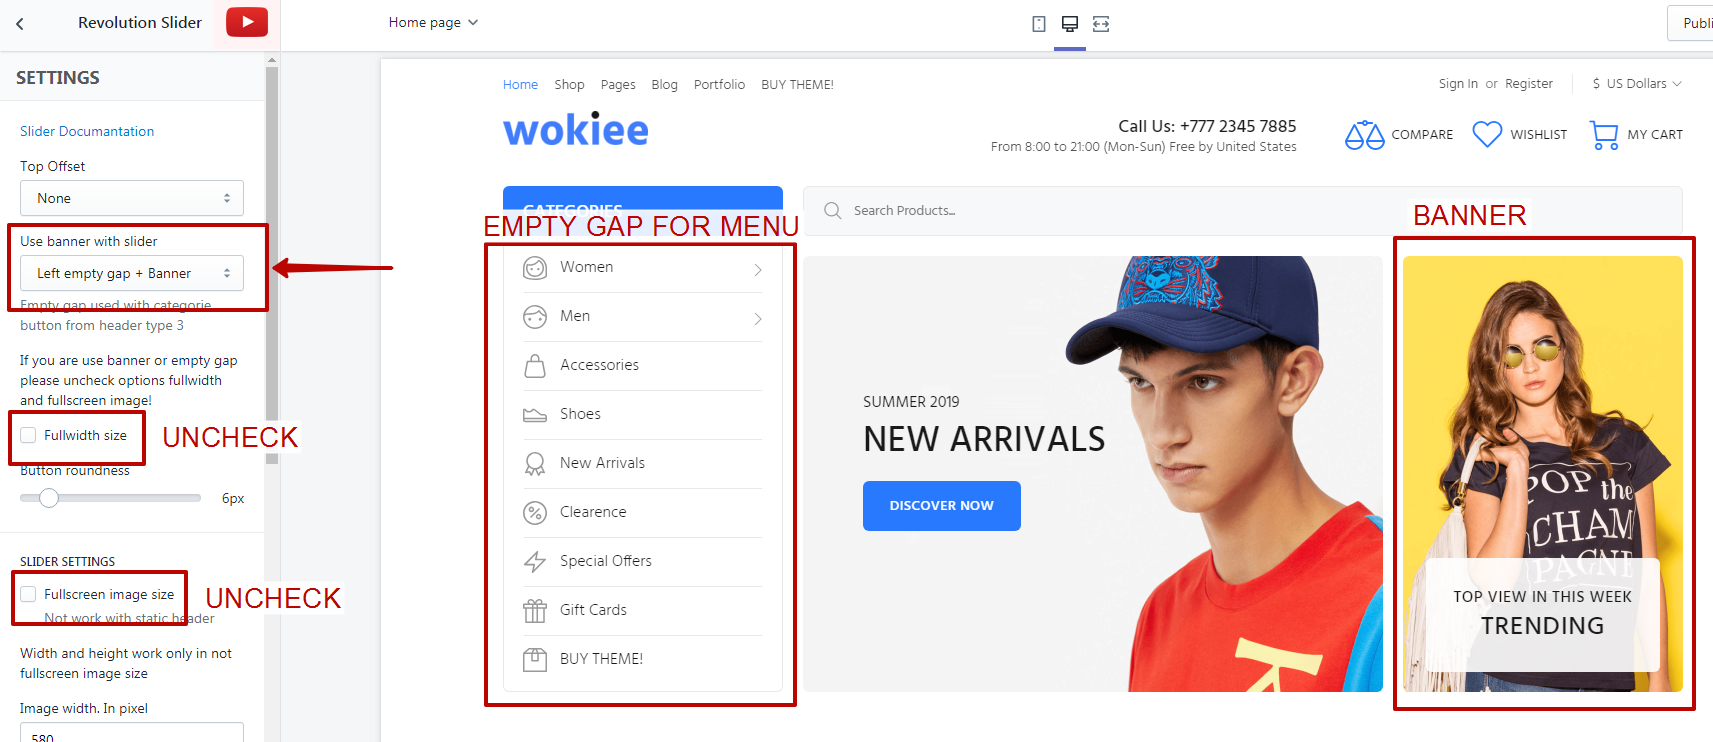 Revolution Slider
Home page
Publi
SETTINGS
Slider Documantation
Top Offset
None
Use banner with slider
Left empty gap + Banner
Empty gap used with categorie
button from header type 3
If you are use banner or empty gap
please uncheck options fullwidth
and fullscreen image!
Fullwidth size
UNCHECK
Button roundness
6px
SLIDER SETTINGS
Fullscreen image size
UNCHECK
Not work with static header
Width and height work only in not
fullscreen image size
Image width. In pixel
580
Home Shop Pages Blog Portfolio BUY THEME!
Sign In or Register
$ US Dollars
wokiee
Call Us: +777 2345 7885
From 8:00 to 21:00 (Mon-Sun) Free by United States
COMPARE
WISHLIST
MY CART
CATEGORIES
Search Products...
EMPTY GAP FOR MENU
BANNER
Women
Men
Accessories
Shoes
New Arrivals
Clearence
Special Offers
Gift Cards
BUY THEME!
SUMMER 2019
NEW ARRIVALS
DISCOVER NOW
POP the
CHAM
PAGNE
TOP VIEW IN THIS WEEK
TRENDING